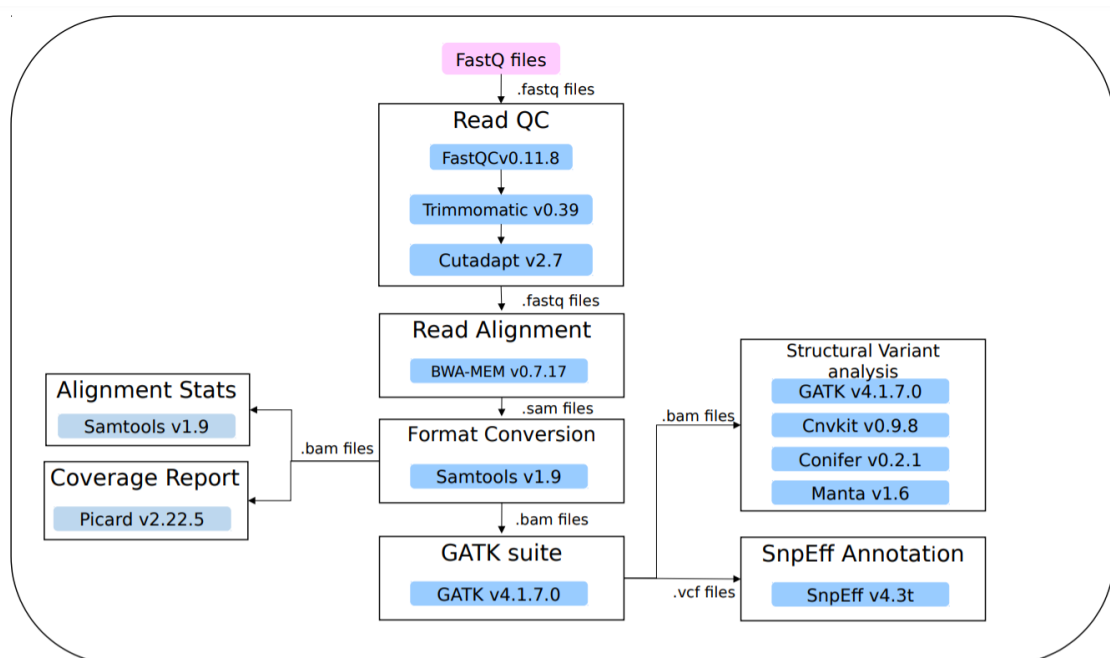 FastQ files
.fastq files
Read QC
FastQCv0.11.8
Trimmomatic v0.39
Cutadapt v2.7
.fastq files
Read Alignment
BWA-MEM v0.7.17
.sam files
Format Conversion
Samtools v1.9
.bam files
Alignment Stats
Samtools v1.9
Coverage Report
Picard v2.22.5
.bam files
GATK suite
GATK v4.1.7.0
.bam files
Structural Variant
analysis
GATK v4.1.7.0
Cnvkit v0.9.8
Conifer v0.2.1
Manta v1.6
.vcf files
SnpEff Annotation
SnpEff v4.3t